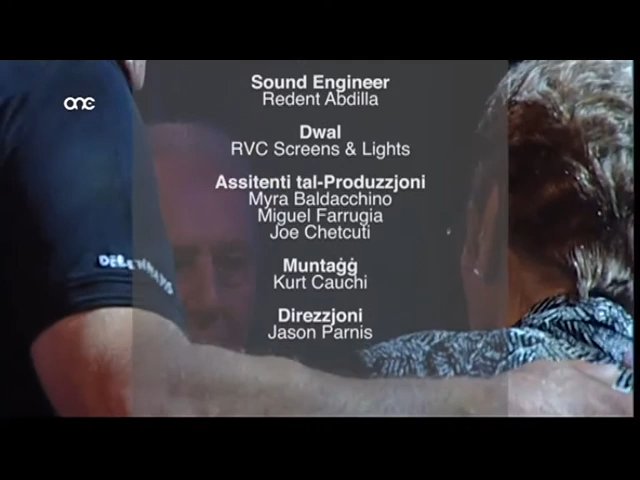 one
Sound Engineer
Redent Abdilla
Dwal
RVC Screens & Lights
Assitenti tal-Produzzjoni
Myra Baldacchino
Miguel Farrugia
Joe Chetcuti
Muntaġġ
Kurt Cauchi
Direzzjoni
Jason Parnis